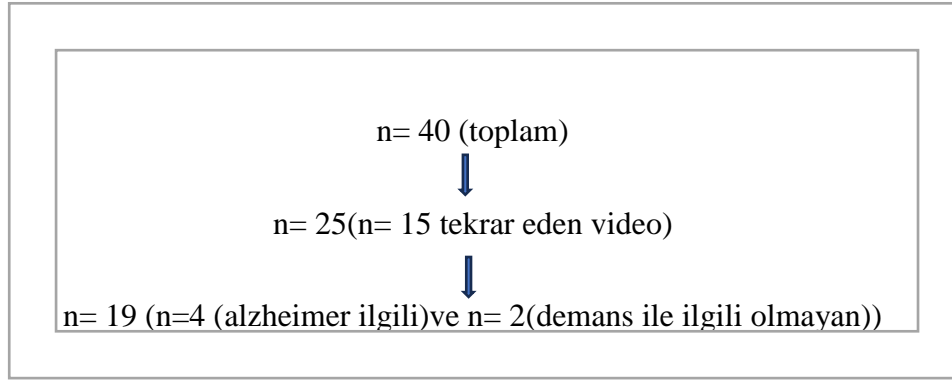 n= 40 (toplam)
n= 25(n= 15 tekrar eden video)
n= 19 (n=4 (alzheimer ilgili)ve n= 2(demans ile ilgili olmayan))